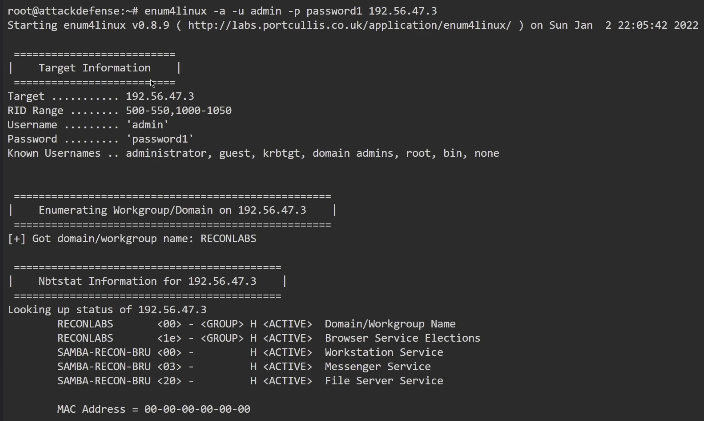 root@attackdefense:~# enum4linux -a -u admin -p password1 192.56.47.3
Starting enum4linux v0.8.9 ( http://labs.portcullis.co.uk/application/enum4linux/ ) on Sun Jan  2 22:05:42 2022

 ==========================
|    Target Information    |
 ==========================
Target ........... 192.56.47.3
RID Range ........ 500-550,1000-1050
Username ......... 'admin'
Password ......... 'password1'
Known Usernames .. administrator, guest, krbtgt, domain admins, root, bin, none

 ===================================================
|    Enumerating Workgroup/Domain on 192.56.47.3    |
 ===================================================
[+] Got domain/workgroup name: RECONLABS

 ===========================================
|    Nbtstat Information for 192.56.47.3    |
 ===========================================
Looking up status of 192.56.47.3
        RECONLABS       <00> - <GROUP> H <ACTIVE>  Domain/Workgroup Name
        RECONLABS       <1e> - <GROUP> H <ACTIVE>  Browser Service Elections
        SAMBA-RECON-BRU <00> -         H <ACTIVE>  Workstation Service
        SAMBA-RECON-BRU <03> -         H <ACTIVE>  Messenger Service
        SAMBA-RECON-BRU <20> -         H <ACTIVE>  File Server Service

        MAC Address = 00-00-00-00-00-00